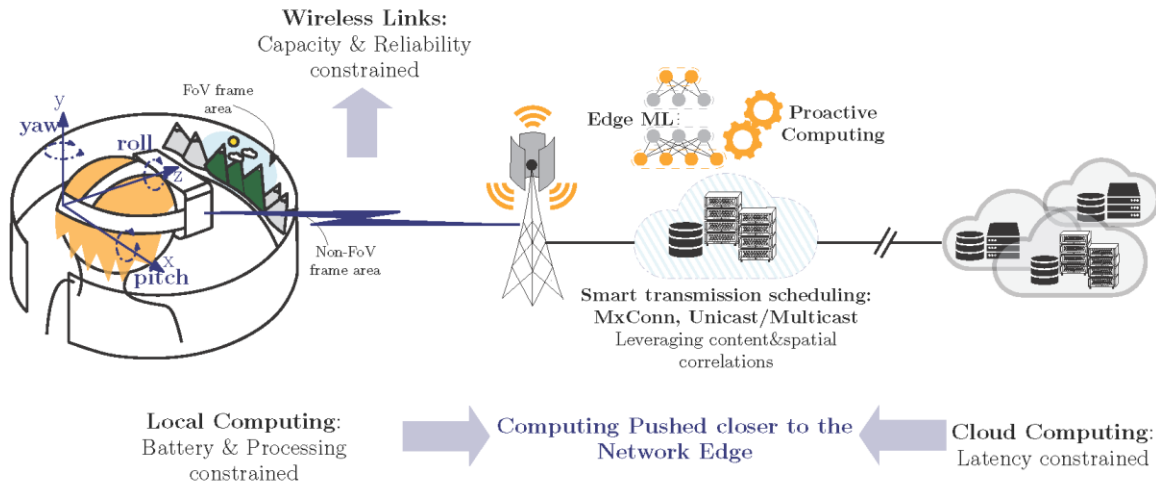 Wireless Links:
Capacity & Reliability
constrained
FoV frame
area
y
yaw
roll
z
x
pitch
Non-FoV
frame area
Edge ML
Proactive
Computing
Smart transmission scheduling:
MxConn, Unicast/Multicast
Leveraging content&spatial
correlations
Local Computing:
Battery & Processing
constrained
Computing Pushed closer to the
Network Edge
Cloud Computing:
Latency constrained